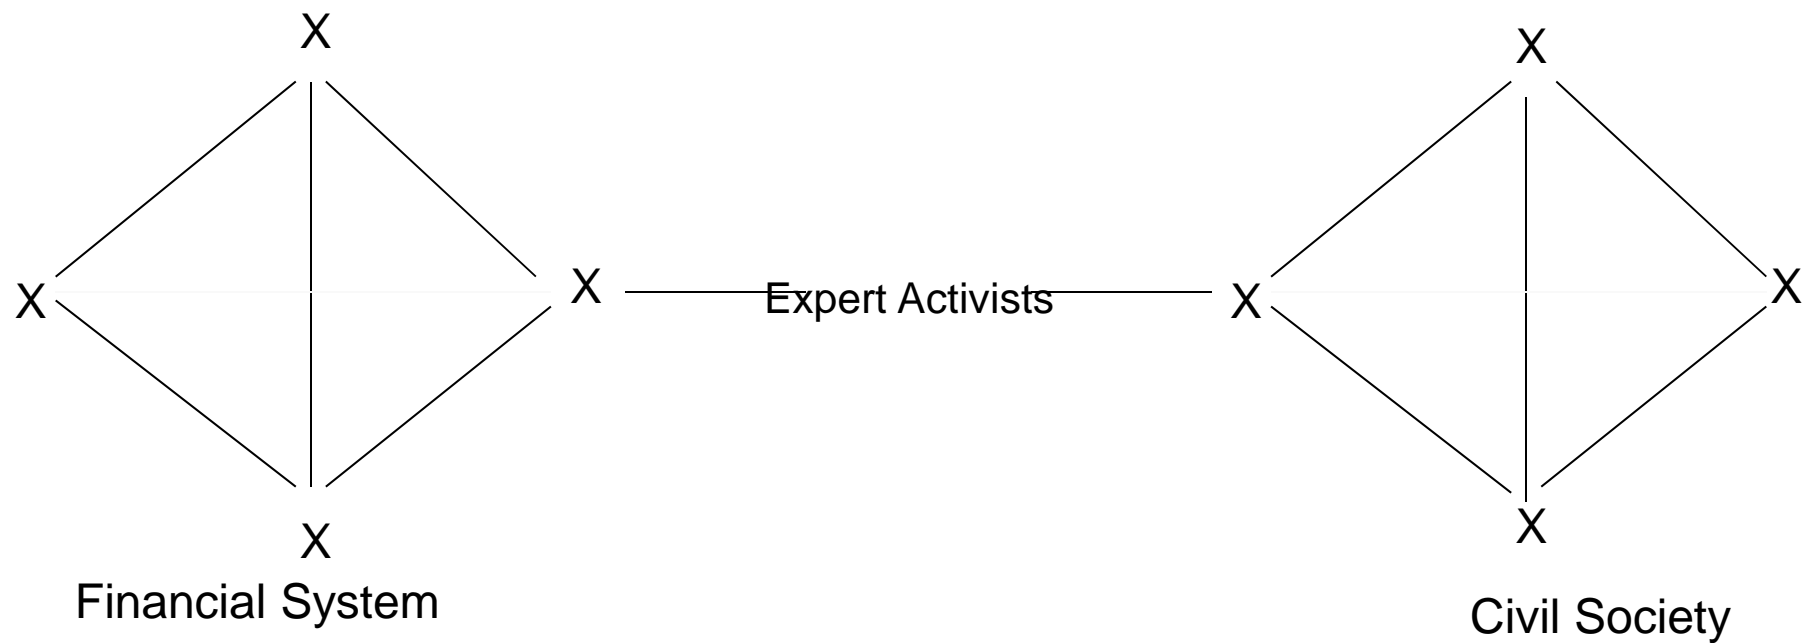 X
X
X
X
Expert Activists
X
X
X
X
Financial System
Civil Society